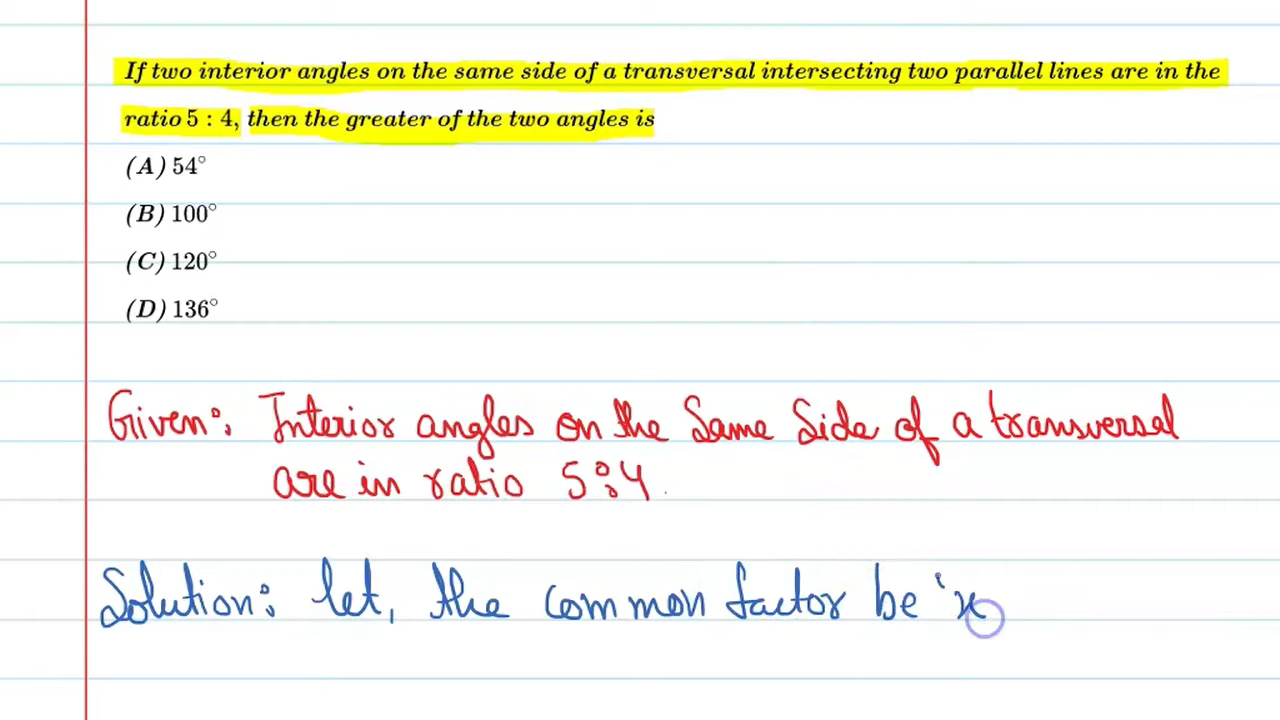 If two interior angles on the same side of a transversal intersecting two parallel lines are in the
ratio 5 : 4, then the greater of the two angles is
(A) 54°
(B) 100°
(C) 120°
(D) 136°
Given: Interior angles on the Same Side of a transversal
are in ratio 5:4.
Solution: let, the common factor be 'x